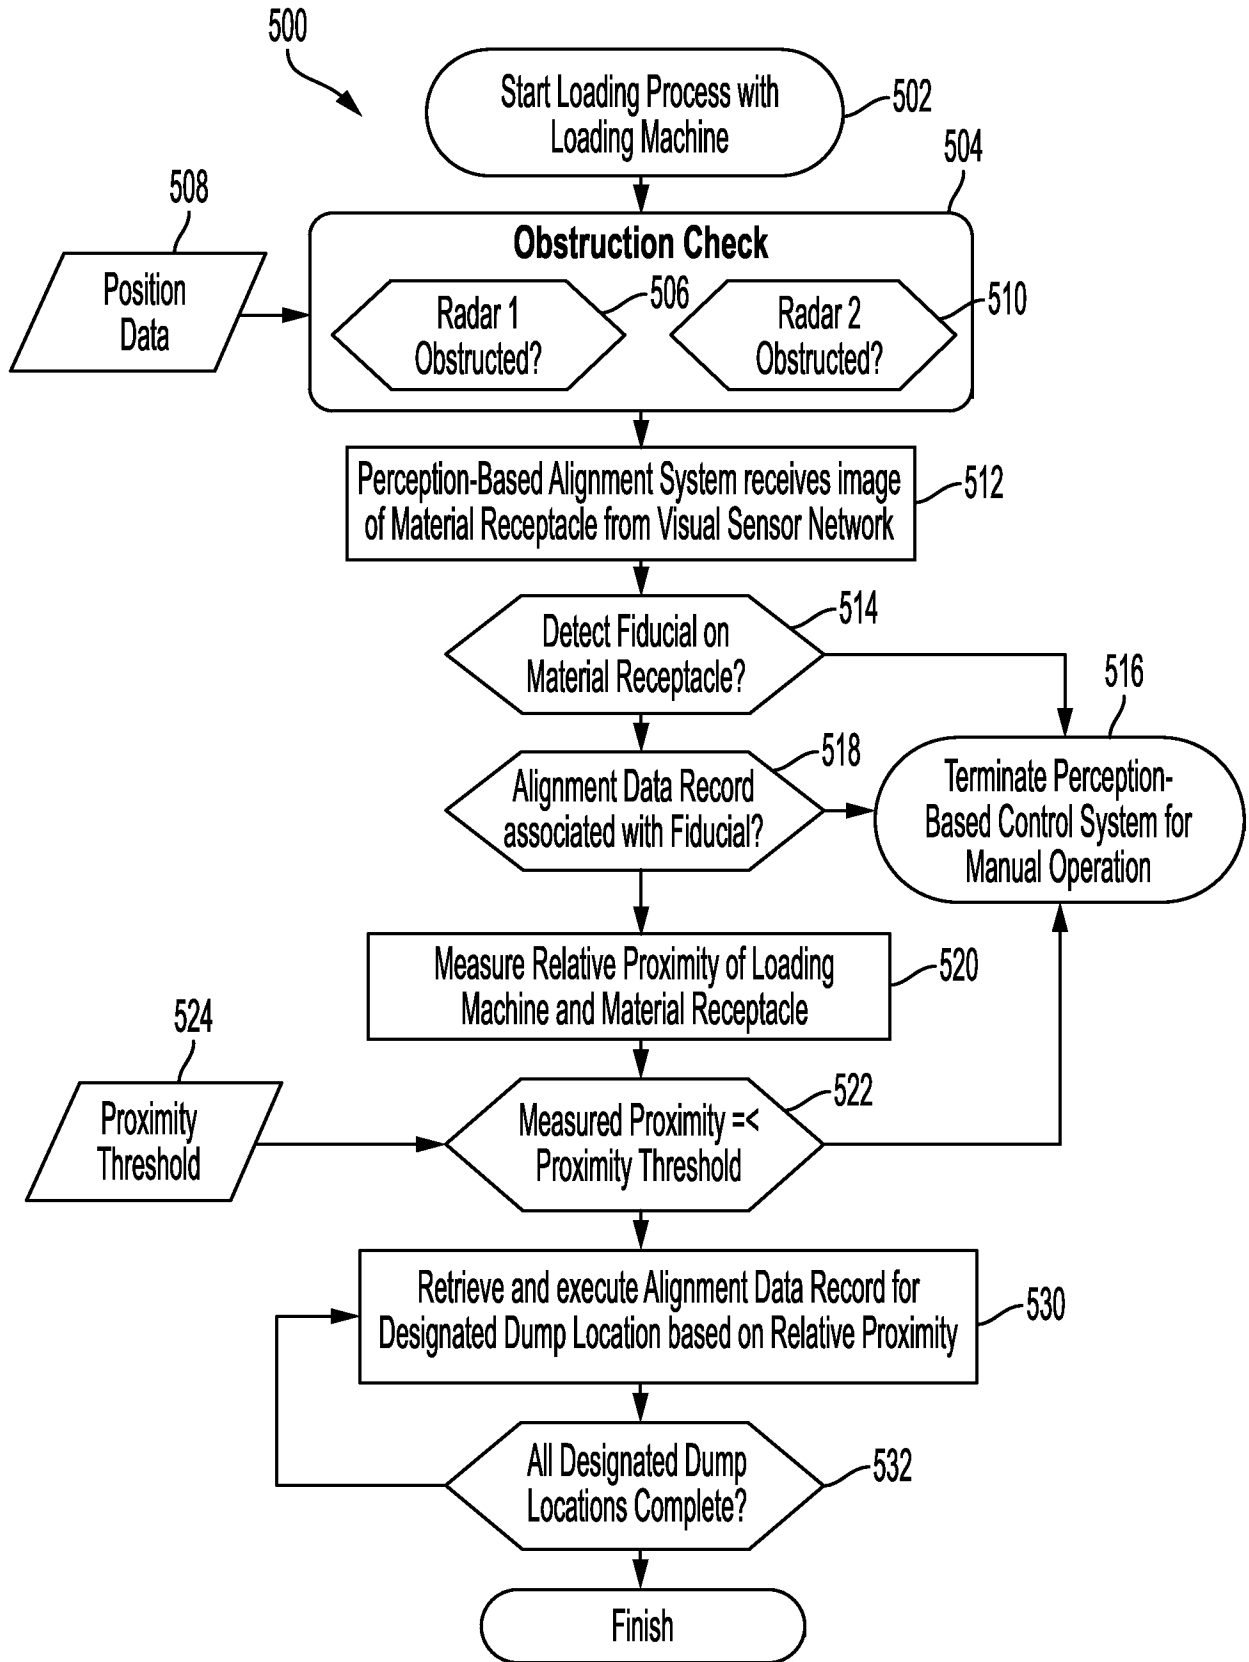 500
Start Loading Process with
Loading Machine
502
504
508
Position
Data
Obstruction Check
Radar 1
Obstructed?
506
Radar 2
Obstructed?
510
Perception-Based Alignment System receives image
of Material Receptacle from Visual Sensor Network
512
Detect Fiducial on
Material Receptacle?
514
516
Alignment Data Record
associated with Fiducial?
518
Terminate Perception-
Based Control System for
Manual Operation
Measure Relative Proximity of Loading
Machine and Material Receptacle
520
524
Proximity
Threshold
Measured Proximity =<
Proximity Threshold
522
Retrieve and execute Alignment Data Record for
Designated Dump Location based on Relative Proximity
530
All Designated Dump
Locations Complete?
532
Finish